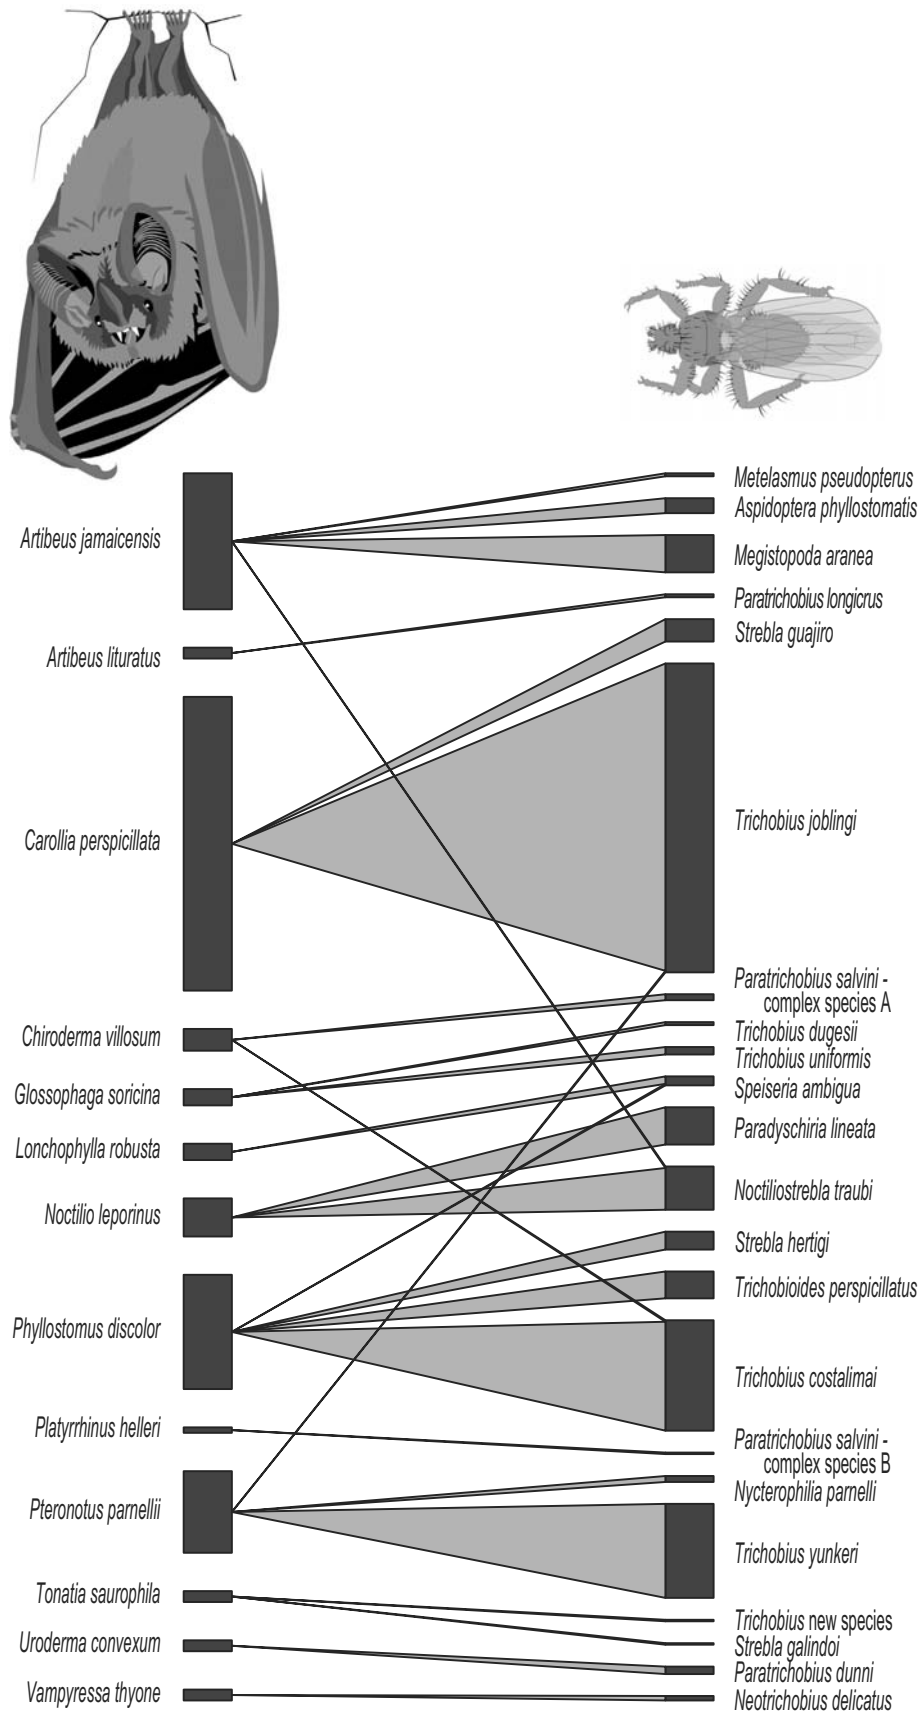 Artibeus jamaicensis
Artibeus lituratus
Carollia perspicillata
Chiroderma villosum
Glossophaga soricina
Lonchophylla robusta
Noctilio leporinus
Phyllostomus discolor
Platyrrhinus helleri
Pteronotus parnellii
Tonatia saurophila
Uroderma convexum
Vampyressa thyone
Metelasmus pseudopterus
Aspidoptera phyllostomatis
Megistopoda aranea
Paratrichobius longicrus
Strebla guajiro
Trichobius joblingi
Paratrichobius salvini -
complex species A
Trichobius dugesii
Trichobius uniformis
Speiseria ambigua
Paradyschiria lineata
Noctiliostrebla traubi
Strebla hertigi
Trichobioides perspicillatus
Trichobius costalimai
Paratrichobius salvini -
complex species B
Nycterophilia parnelli
Trichobius yunkeri
Trichobius new species
Strebla galindoi
Paratrichobius dunni
Neotrichobius delicatus